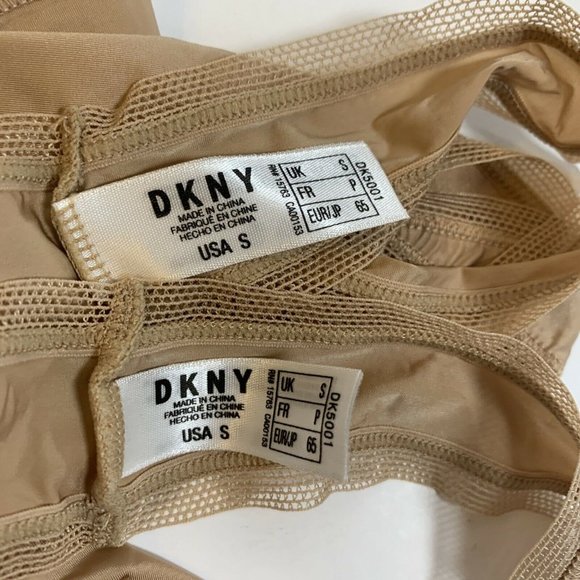 DKNY
MADE IN CHINA
FABRIQUÉ EN CHINE
HECHO EN CHINA
USA S
UK S
FR P
EUR/JP 65
DK5001
RN# 15763 CA00153
DKNY
MADE IN CHINA
FABRIQUÉ EN CHINE
HECHO EN CHINA
USA S
UK S
FR P
EUR/JP 65
DK5001
RN# 15763 CA00153